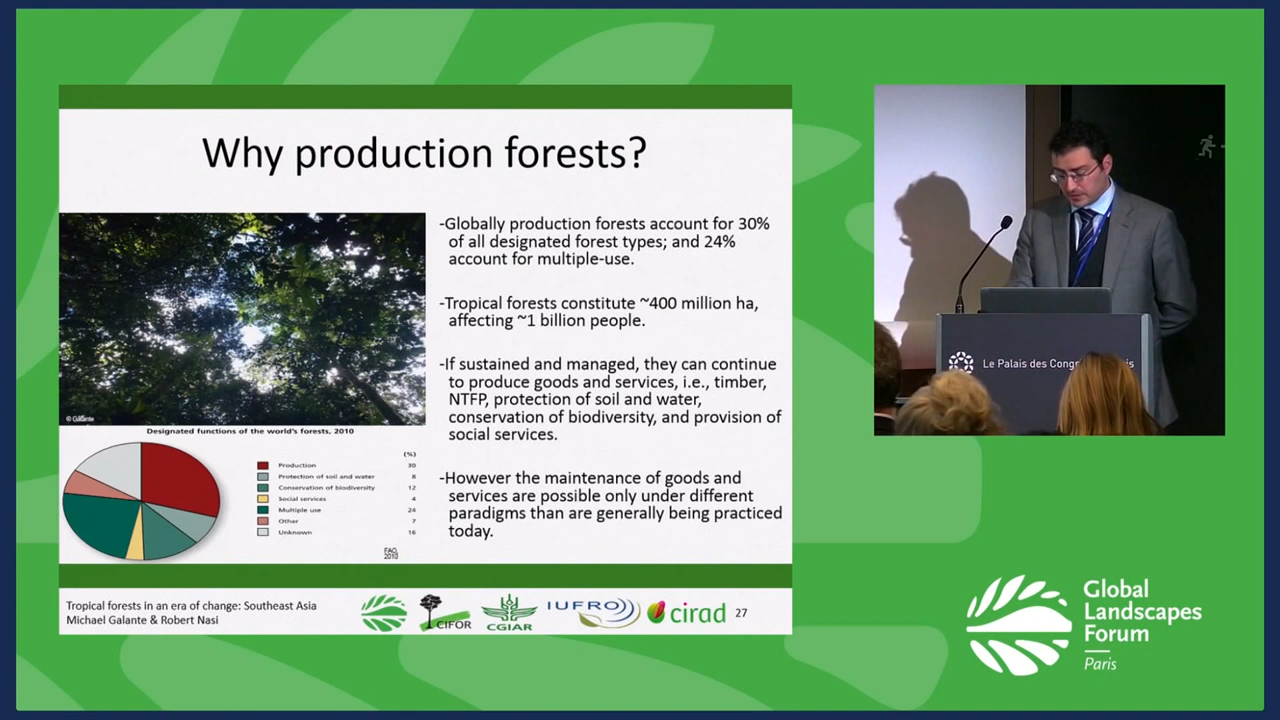 Why production forests?
-Globally production forests account for 30%
of all designated forest types; and 24%
account for multiple-use.
-Tropical forests constitute ~400 million ha,
affecting ~1 billion people.
-If sustained and managed, they can continue
to produce goods and services, i.e., timber,
NTFP, protection of soil and water,
conservation of biodiversity, and provision of
social services.
-However the maintenance of goods and
services are possible only under different
paradigms than are generally being practiced
today.
© Galante
Designated functions of the world's forests, 2010
(%)
Production 30
Protection of soil and water 8
Conservation of biodiversity 12
Social services 4
Multiple use 24
Other 7
Unknown 16
FAO,
2010
Tropical forests in an era of change: Southeast Asia
Michael Galante & Robert Nasi
CIFOR
CGIAR
IUFRO
cirad
27
Le Palais des
Global
Landscapes
Forum
Paris